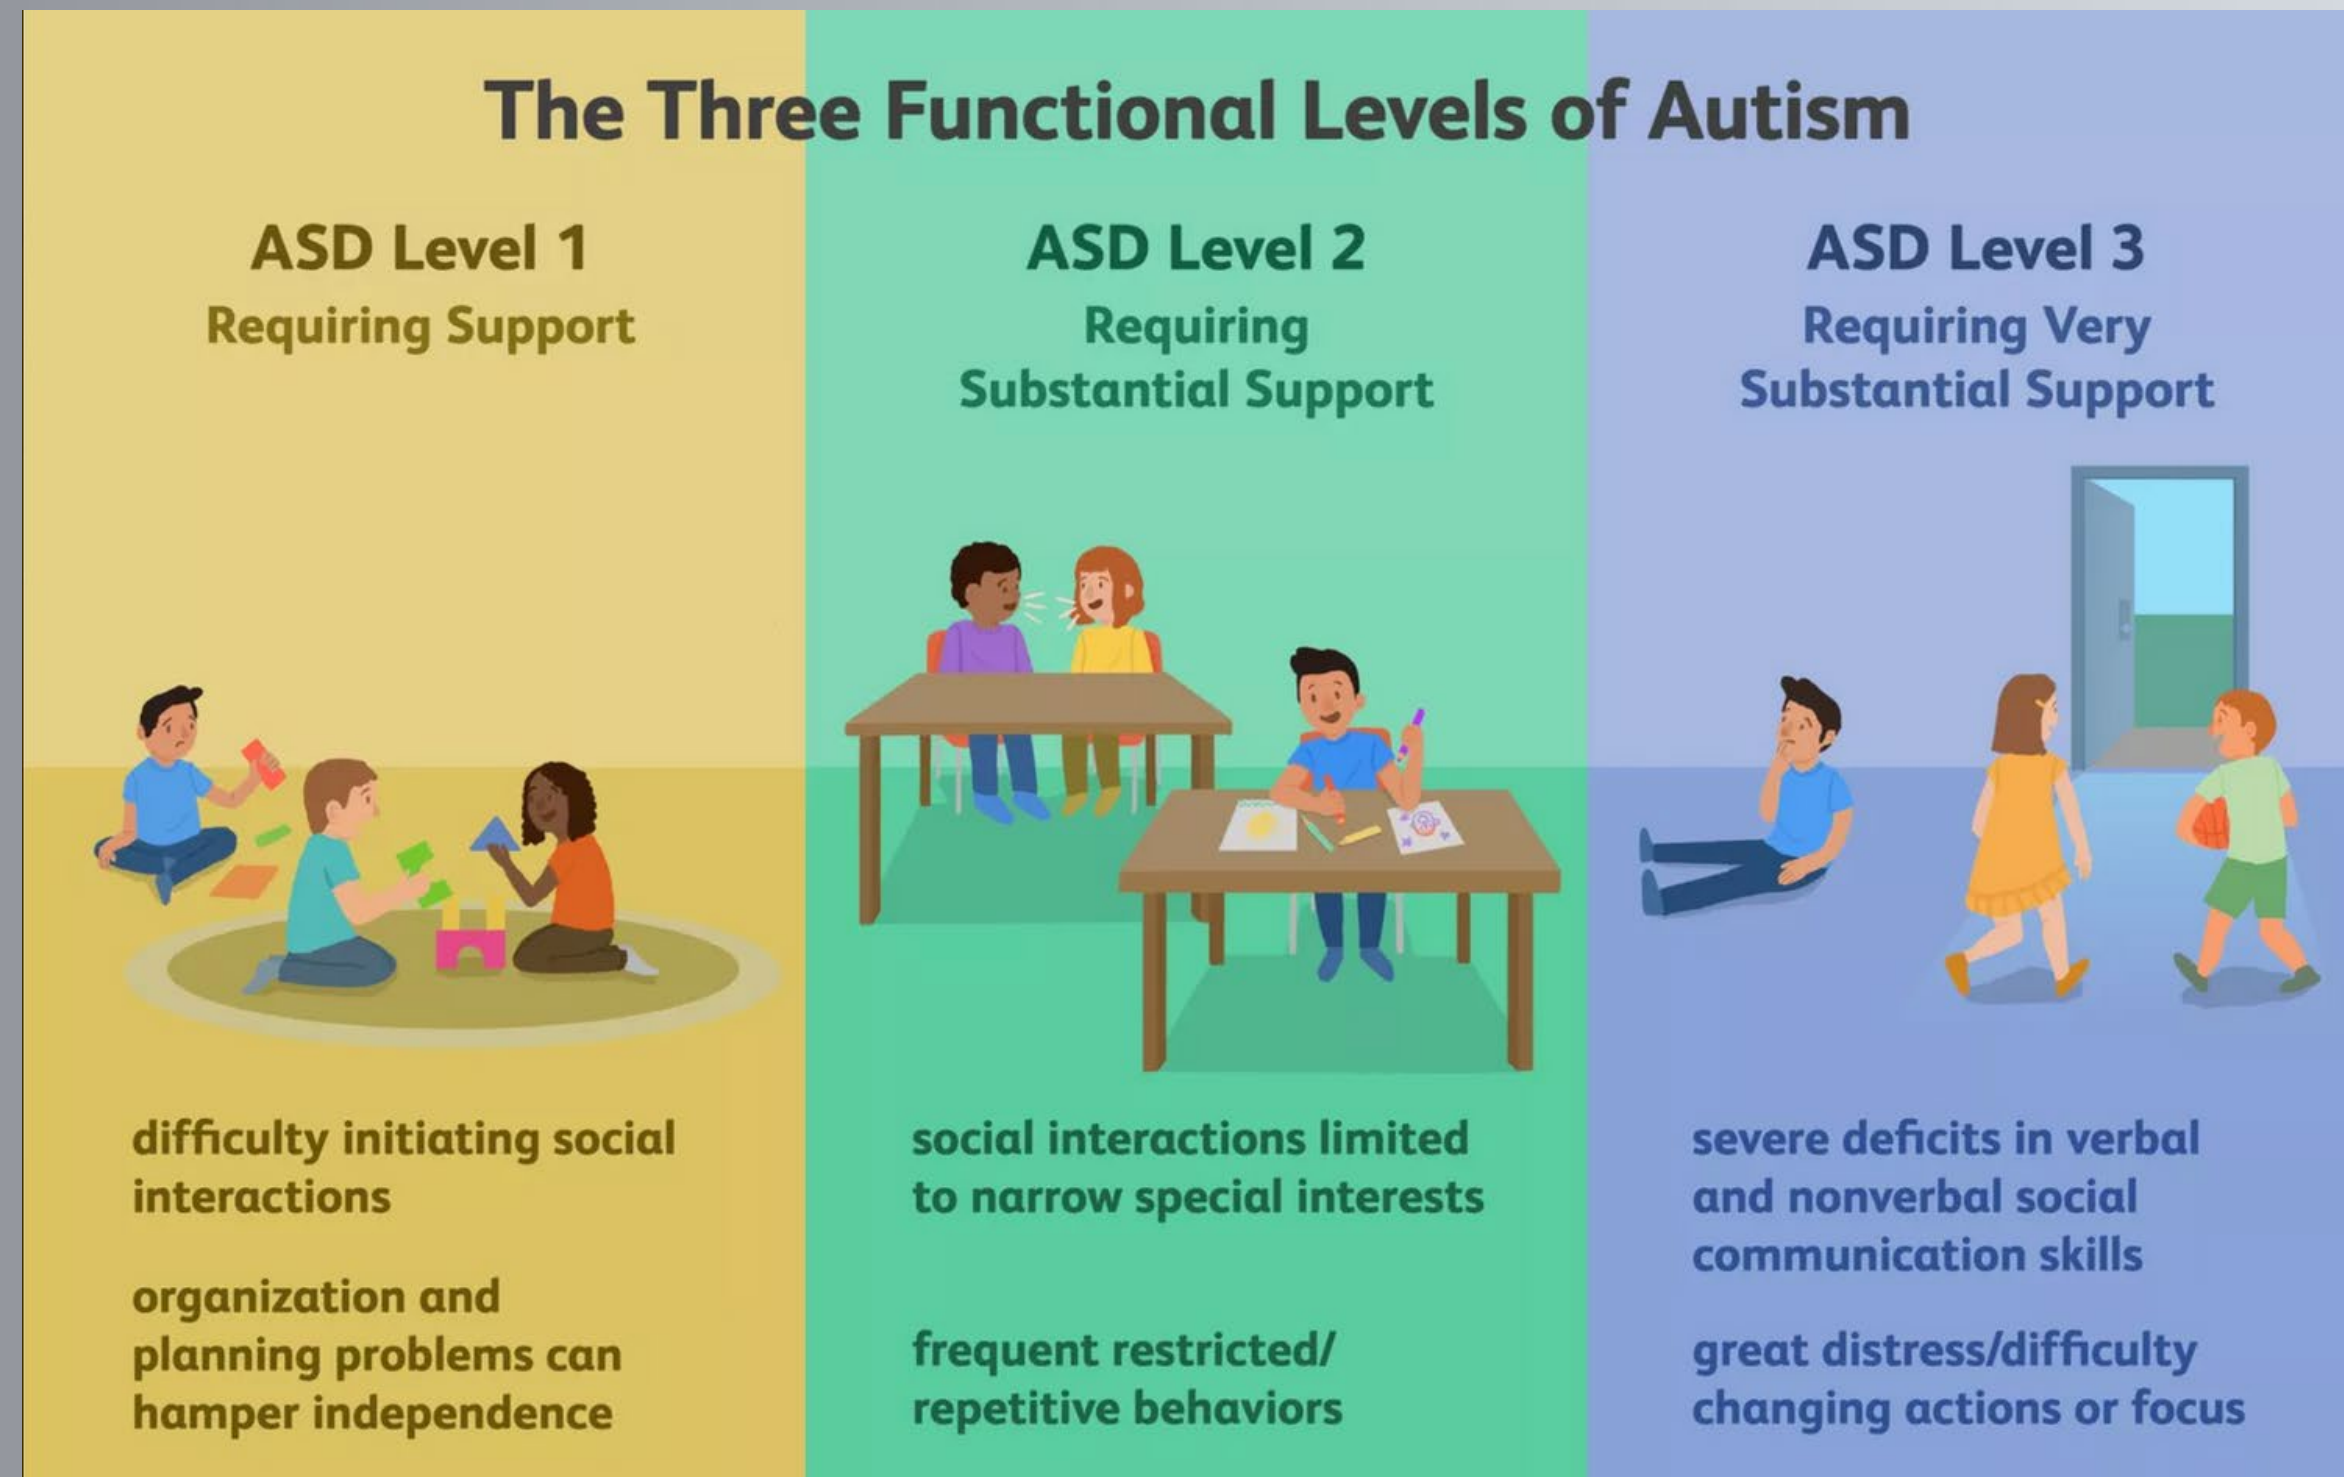 The Three Functional Levels of Autism
ASD Level 1
Requiring Support
difficulty initiating social
interactions
organization and
planning problems can
hamper independence
ASD Level 2
Requiring
Substantial Support
social interactions limited
to narrow special interests
frequent restricted/
repetitive behaviors
ASD Level 3
Requiring Very
Substantial Support
severe deficits in verbal
and nonverbal social
communication skills
great distress/difficulty
changing actions or focus